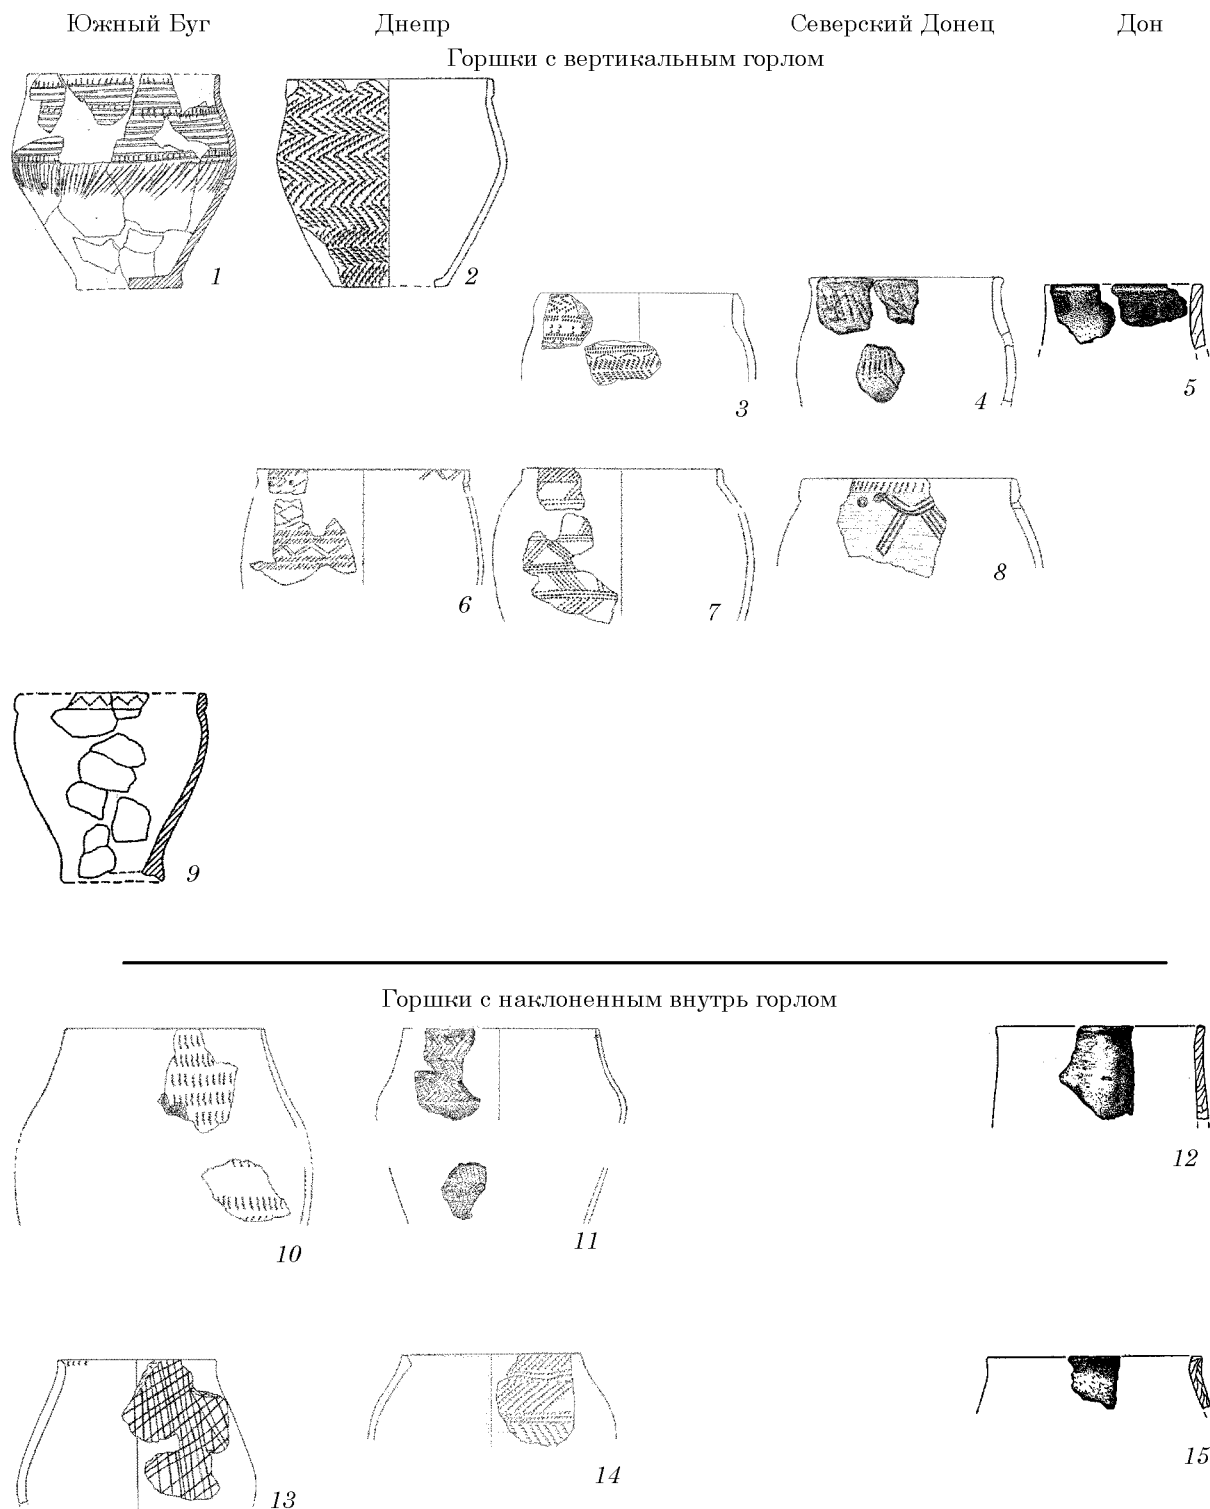 Южный Буг Днепр Северский Донец Дон
Горшки с вертикальным горлом
1 2
3 4 5
6 7 8
9
Горшки с наклоненным внутрь горлом
10 11 12
13 14 15